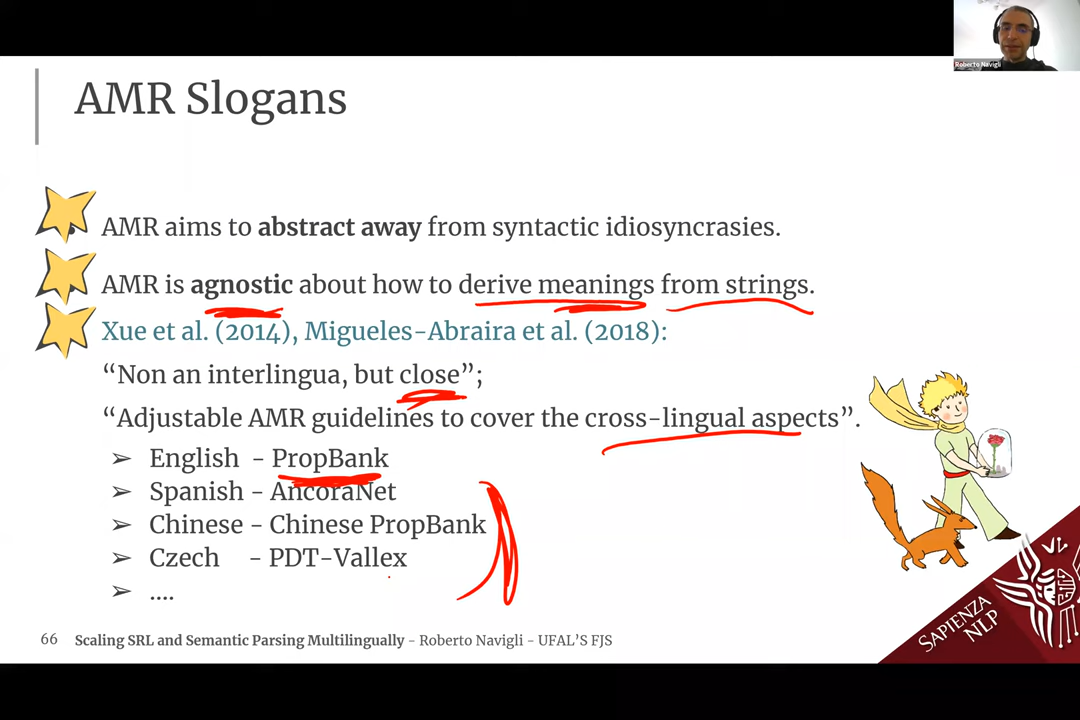 Roberto Navigli
AMR Slogans
AMR aims to abstract away from syntactic idiosyncrasies.
AMR is agnostic about how to derive meanings from strings.
Xue et al. (2014), Migueles-Abraira et al. (2018):
“Non an interlingua, but close”;
“Adjustable AMR guidelines to cover the cross-lingual aspects”.
➢ English - PropBank
➢ Spanish - AncoraNet
➢ Chinese - Chinese PropBank
➢ Czech - PDT-Vallex
➢ ....
66 Scaling SRL and Semantic Parsing Multilingually - Roberto Navigli - UFAL’S FJS
SAPIENZA
NLP